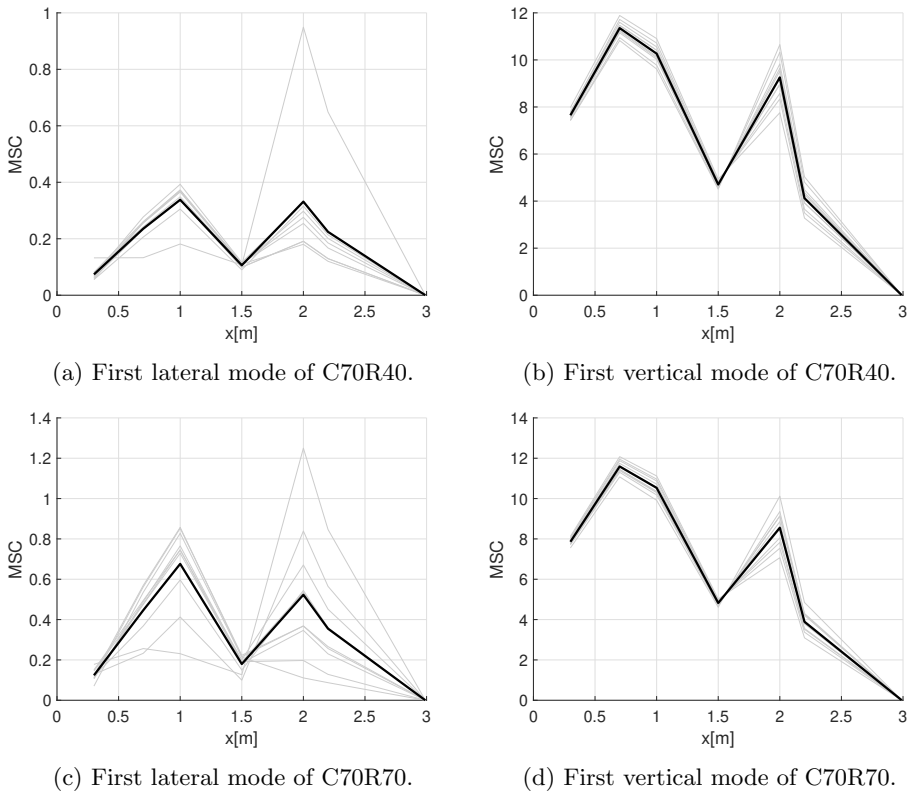 1
0.8
0.6
0.4
0.2
0
MSC
0 0.5 1 1.5 2 2.5 3
x[m]
(a) First lateral mode of C70R40.
12
10
8
6
4
2
0
MSC
0 0.5 1 1.5 2 2.5 3
x[m]
(b) First vertical mode of C70R40.
1.4
1.2
1
0.8
0.6
0.4
0.2
0
MSC
0 0.5 1 1.5 2 2.5 3
x[m]
(c) First lateral mode of C70R70.
14
12
10
8
6
4
2
0
MSC
0 0.5 1 1.5 2 2.5 3
x[m]
(d) First vertical mode of C70R70.